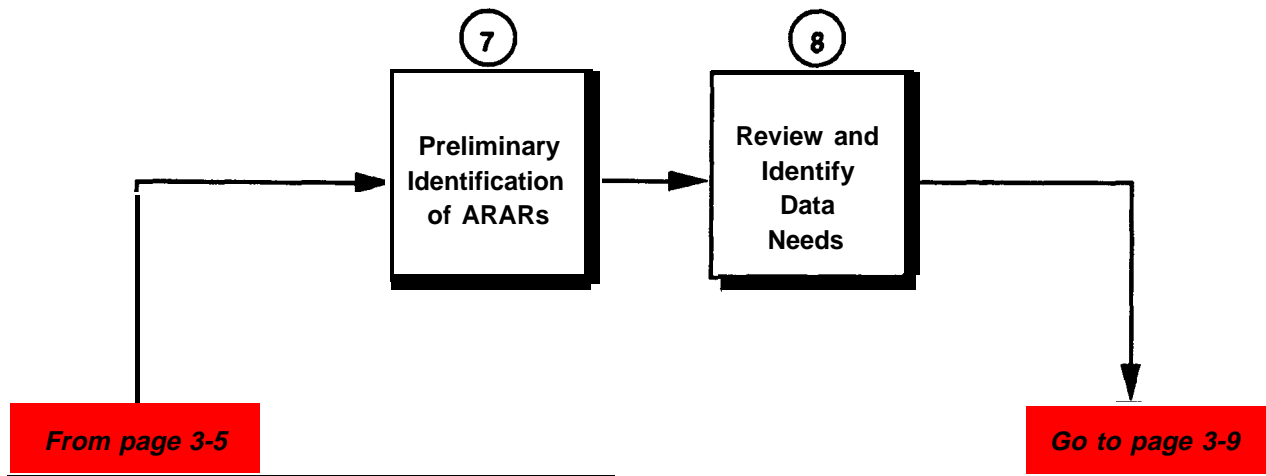 7
8
Preliminary
Identification
of ARARs
Review and
Identify
Data
Needs
From page 3-5
Go to page 3-9